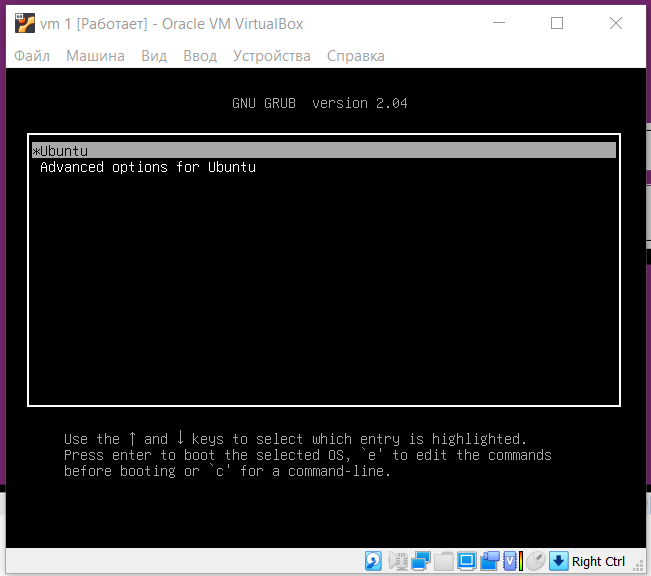 vm 1 [Работает] - Oracle VM VirtualBox
Файл Машина Вид Ввод Устройства Справка
GNU GRUB version 2.04
*Ubuntu
Advanced options for Ubuntu
Use the ↑ and ↓ keys to select which entry is highlighted.
Press enter to boot the selected OS, `e' to edit the commands
before booting or `c' for a command-line.
Right Ctrl